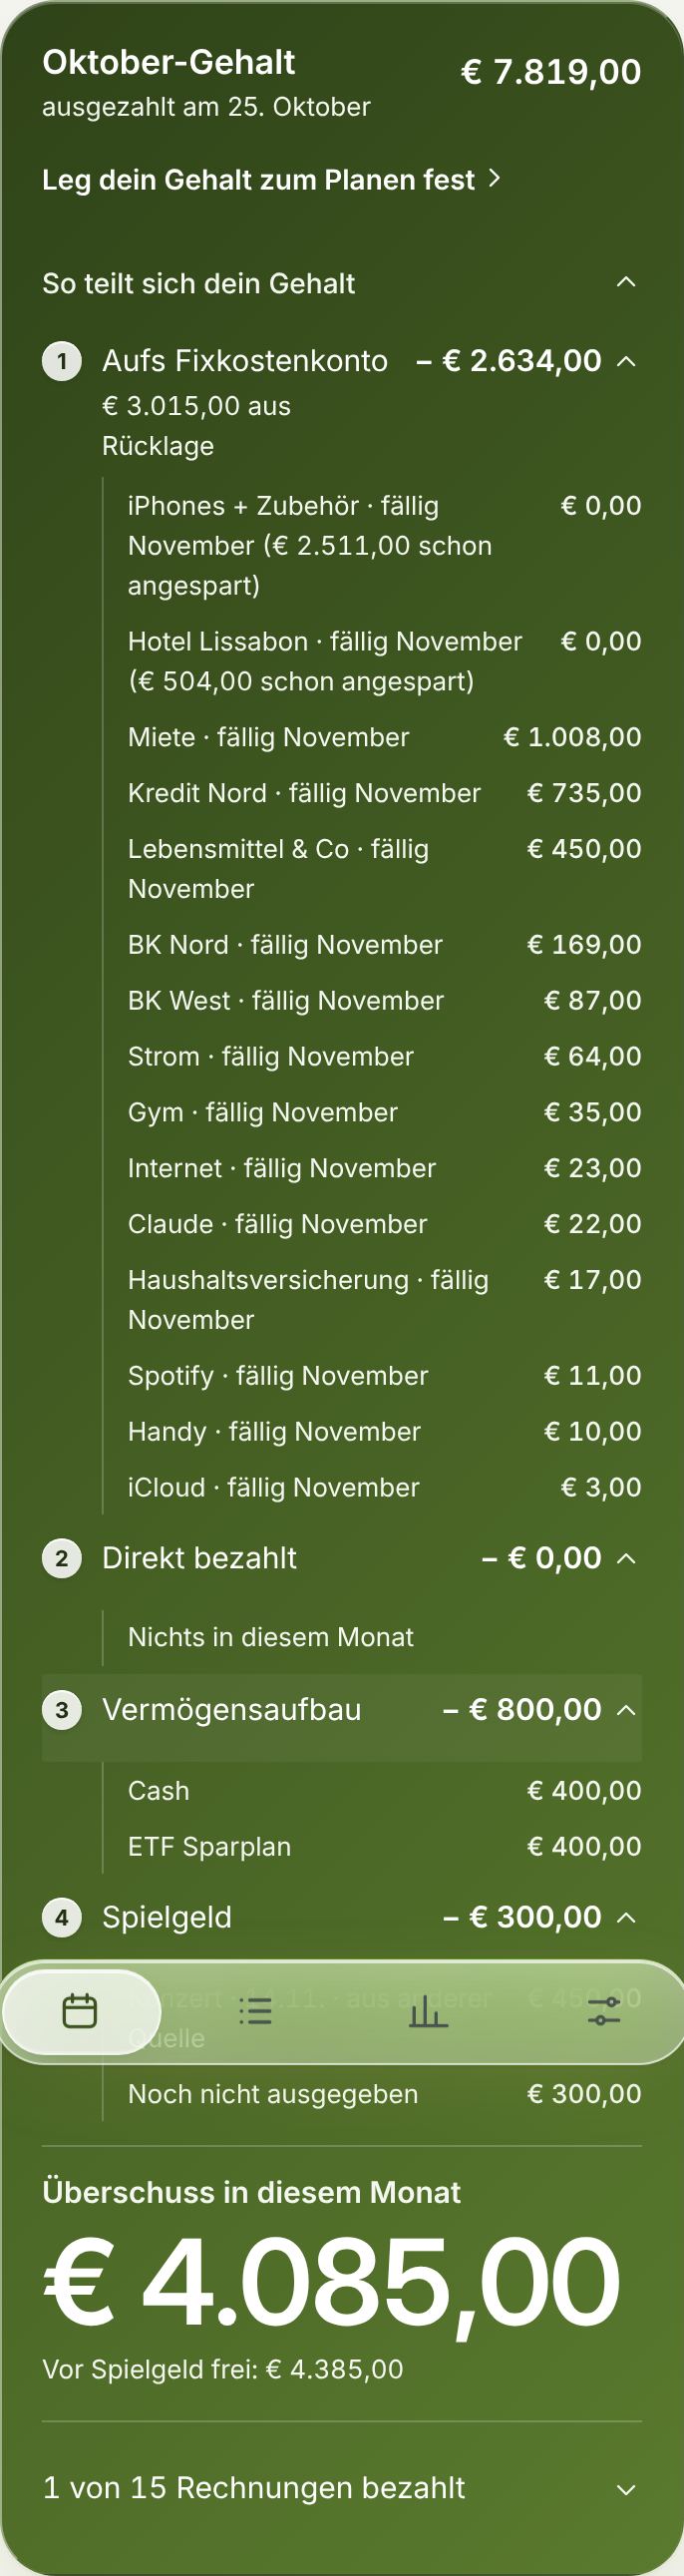 Oktober-Gehalt
€ 7.819,00
ausgezahlt am 25. Oktober
Leg dein Gehalt zum Planen fest
So teilt sich dein Gehalt
1 Aufs Fixkostenkonto – € 2.634,00
€ 3.015,00 aus
Rücklage
iPhones + Zubehör · fällig € 0,00
November (€ 2.511,00 schon
angespart)
Hotel Lissabon · fällig November € 0,00
(€ 504,00 schon angespart)
Miete · fällig November € 1.008,00
Kredit Nord · fällig November € 735,00
Lebensmittel & Co · fällig € 450,00
November
BK Nord · fällig November € 169,00
BK West · fällig November € 87,00
Strom · fällig November € 64,00
Gym · fällig November € 35,00
Internet · fällig November € 23,00
Claude · fällig November € 22,00
Haushaltsversicherung · fällig € 17,00
November
Spotify · fällig November € 11,00
Handy · fällig November € 10,00
iCloud · fällig November € 3,00
2 Direkt bezahlt – € 0,00
Nichts in diesem Monat
3 Vermögensaufbau – € 800,00
Cash € 400,00
ETF Sparplan € 400,00
4 Spielgeld – € 300,00
Konzert · aus anderer
Quelle
Noch nicht ausgegeben € 300,00
Überschuss in diesem Monat
€ 4.085,00
Vor Spielgeld frei: € 4.385,00
1 von 15 Rechnungen bezahlt